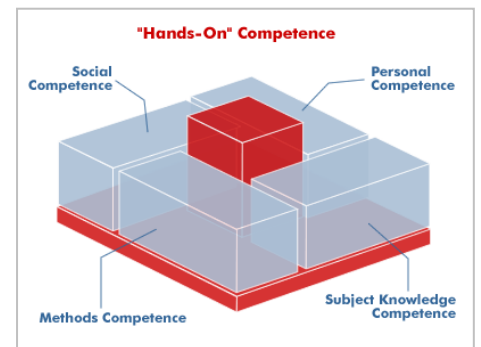 "Hands-On" Competence
Social
Competence
Personal
Competence
Methods Competence
Subject Knowledge
Competence